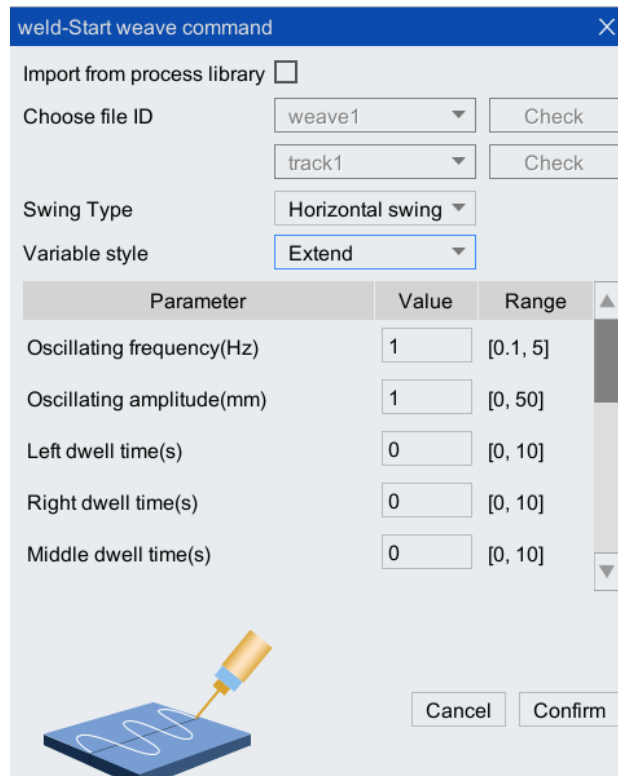 weld-Start weave command
Import from process library
Choose file ID weave1 Check
track1 Check
Swing Type Horizontal swing
Variable style Extend
Parameter Value Range
Oscillating frequency(Hz) 1 [0.1, 5]
Oscillating amplitude(mm) 1 [0, 50]
Left dwell time(s) 0 [0, 10]
Right dwell time(s) 0 [0, 10]
Middle dwell time(s) 0 [0, 10]
Cancel Confirm